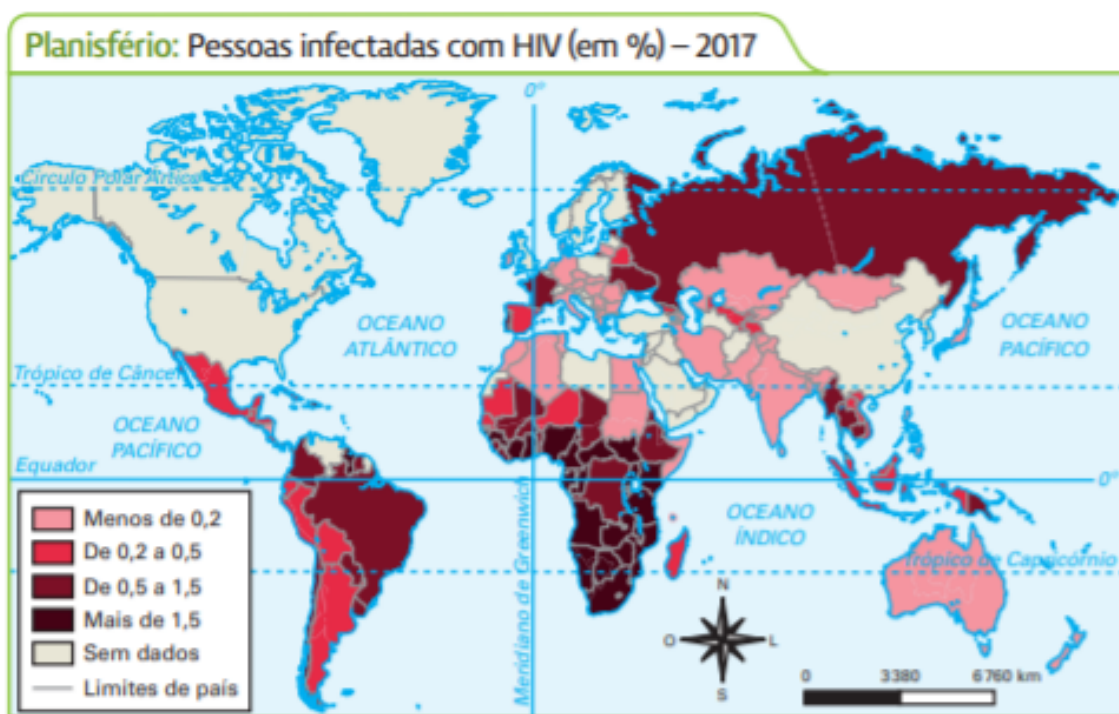 Planisfério: Pessoas infectadas com HIV (em %) – 2017
0°
Círculo Polar Ártico
OCEANO
ATLÂNTICO
OCEANO
PACÍFICO
Trópico de Câncer
OCEANO
PACÍFICO
Equador
0°
Meridiano de Greenwich
OCEANO
ÍNDICO
Trópico de Capricórnio
Menos de 0,2
De 0,2 a 0,5
De 0,5 a 1,5
Mais de 1,5
Sem dados
Limites de país
N
O
L
S
0 3380 6760 km